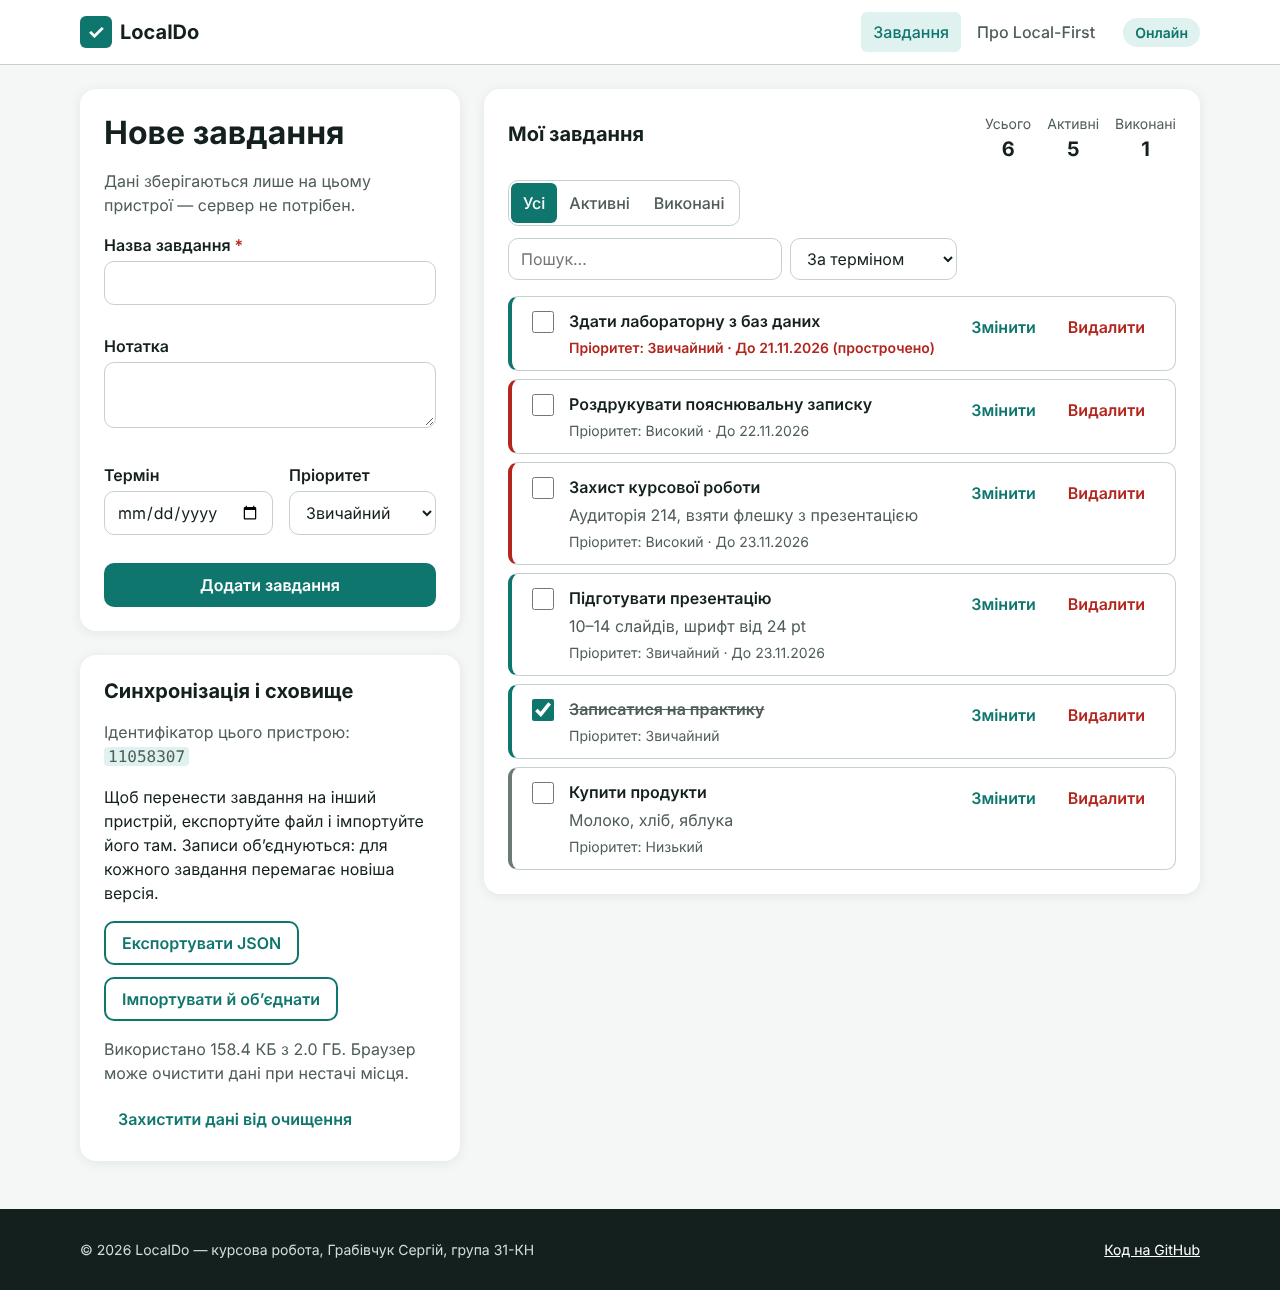 LocalDo
Завдання
Про Local-First
Онлайн
Нове завдання
Дані зберігаються лише на цьому
пристрої — сервер не потрібен.
Назва завдання *
Нотатка
Термін
Пріоритет
mm/dd/yyyy
Звичайний
Додати завдання
Синхронізація і сховище
Ідентифікатор цього пристрою:
11058307
Щоб перенести завдання на інший
пристрій, експортуйте файл і імпортуйте
його там. Записи об’єднуються: для
кожного завдання перемагає новіша
версія.
Експортувати JSON
Імпортувати й об’єднати
Використано 158.4 КБ з 2.0 ГБ. Браузер
може очистити дані при нестачі місця.
Захистити дані від очищення
Мої завдання
Усього
6
Активні
5
Виконані
1
Усі
Активні
Виконані
Пошук...
За терміном
Здати лабораторну з баз даних
Пріоритет: Звичайний · До 21.11.2026 (прострочено)
Змінити
Видалити
Роздрукувати пояснювальну записку
Пріоритет: Високий · До 22.11.2026
Змінити
Видалити
Захист курсової роботи
Аудиторія 214, взяти флешку з презентацією
Пріоритет: Високий · До 23.11.2026
Змінити
Видалити
Підготувати презентацію
10–14 слайдів, шрифт від 24 pt
Пріоритет: Звичайний · До 23.11.2026
Змінити
Видалити
Записатися на практику
Пріоритет: Звичайний
Змінити
Видалити
Купити продукти
Молоко, хліб, яблука
Пріоритет: Низький
Змінити
Видалити
© 2026 LocalDo — курсова робота, Грабівчук Сергій, група 31-КН
Код на GitHub